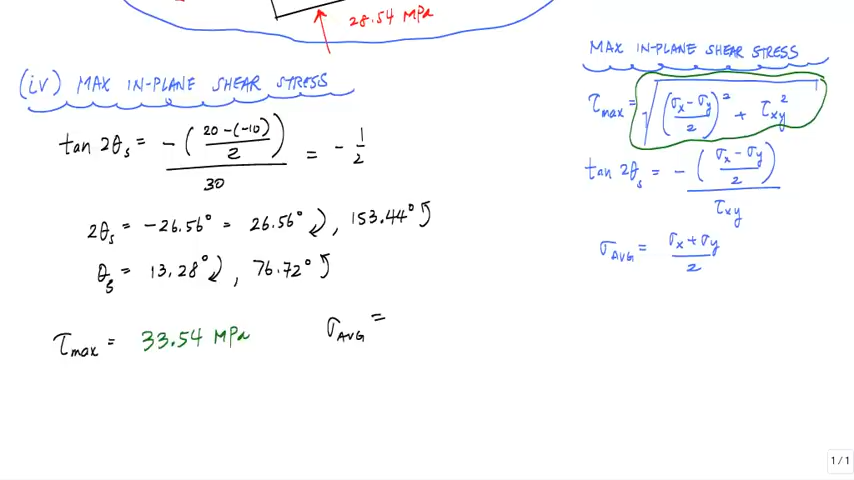 28.54 MPa
(iv) MAX IN-PLANE SHEAR STRESS
tan 2θs = -((20-(-10))/2)/30 = -1/2
2θs = -26.56° = 26.56°↻, 153.44°↺
θs = 13.28°↻, 76.72°↺
τmax = 33.54 MPa σAVG =
MAX IN-PLANE SHEAR STRESS
τmax = √(((σx-σy)/2)² + τxy²)
tan 2θs = -((σx-σy)/2)/τxy
σAVG = (σx+σy)/2
1 / 1